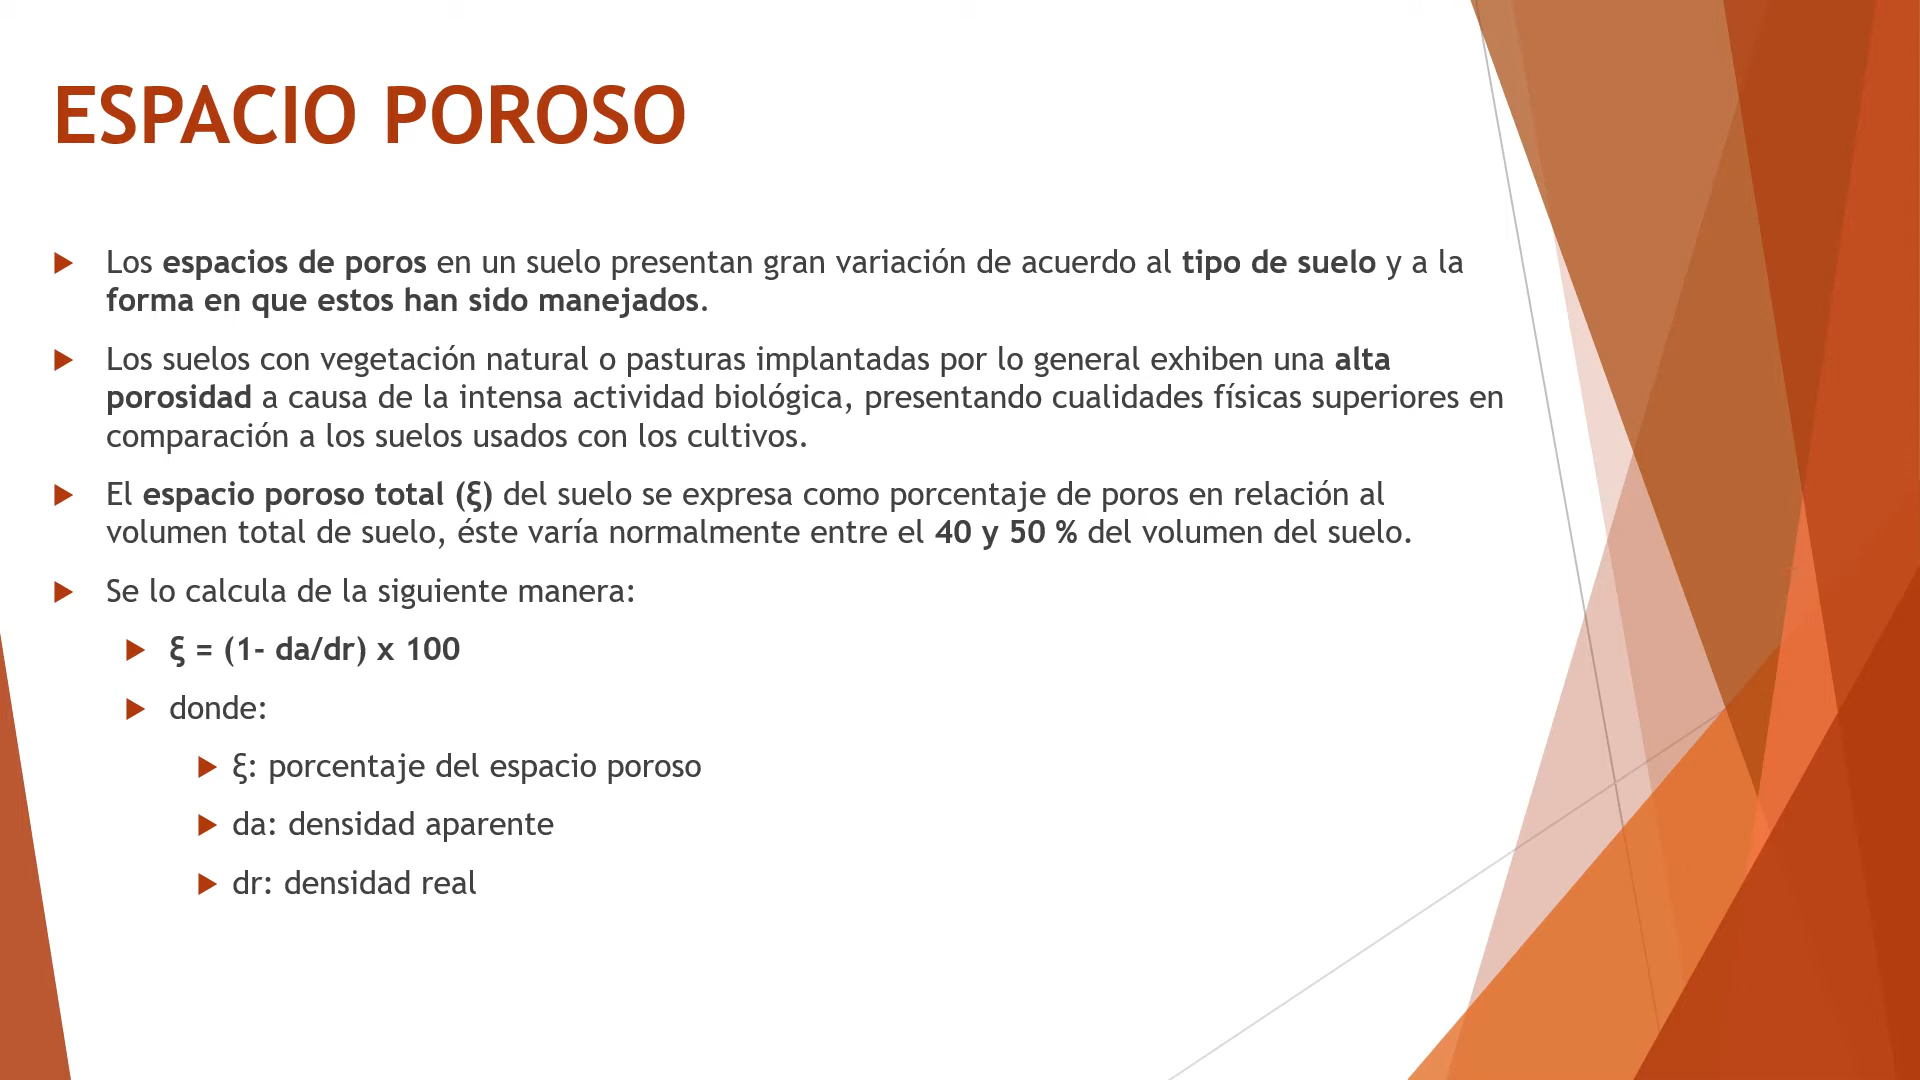 ESPACIO POROSO
Los espacios de poros en un suelo presentan gran variación de acuerdo al tipo de suelo y a la
forma en que estos han sido manejados.
Los suelos con vegetación natural o pasturas implantadas por lo general exhiben una alta
porosidad a causa de la intensa actividad biológica, presentando cualidades físicas superiores en
comparación a los suelos usados con los cultivos.
El espacio poroso total (ξ) del suelo se expresa como porcentaje de poros en relación al
volumen total de suelo, éste varía normalmente entre el 40 y 50 % del volumen del suelo.
Se lo calcula de la siguiente manera:
ξ = (1- da/dr) x 100
donde:
ξ: porcentaje del espacio poroso
da: densidad aparente
dr: densidad real